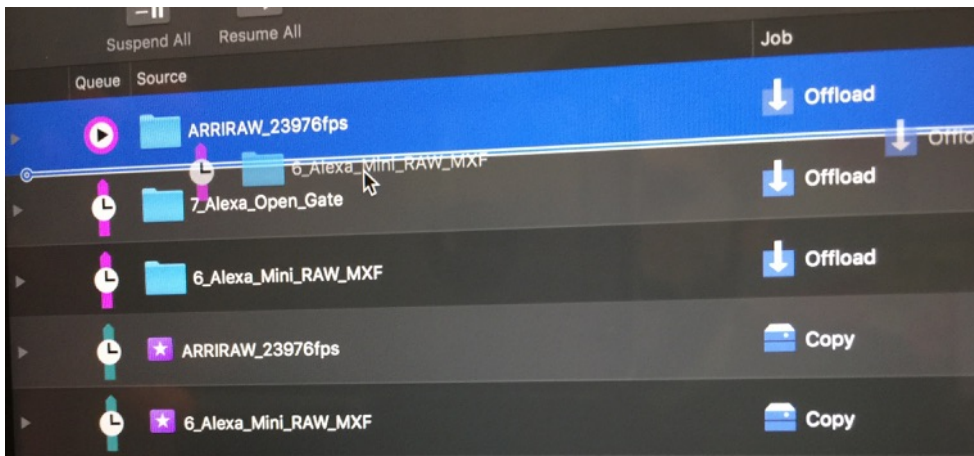 Suspend All Resume All
Queue Source Job
ARRIRAW_23976fps Offload
6_Alexa_Mini_RAW_MXF
7_Alexa_Open_Gate Offload
6_Alexa_Mini_RAW_MXF Offload
ARRIRAW_23976fps Copy
6_Alexa_Mini_RAW_MXF Copy